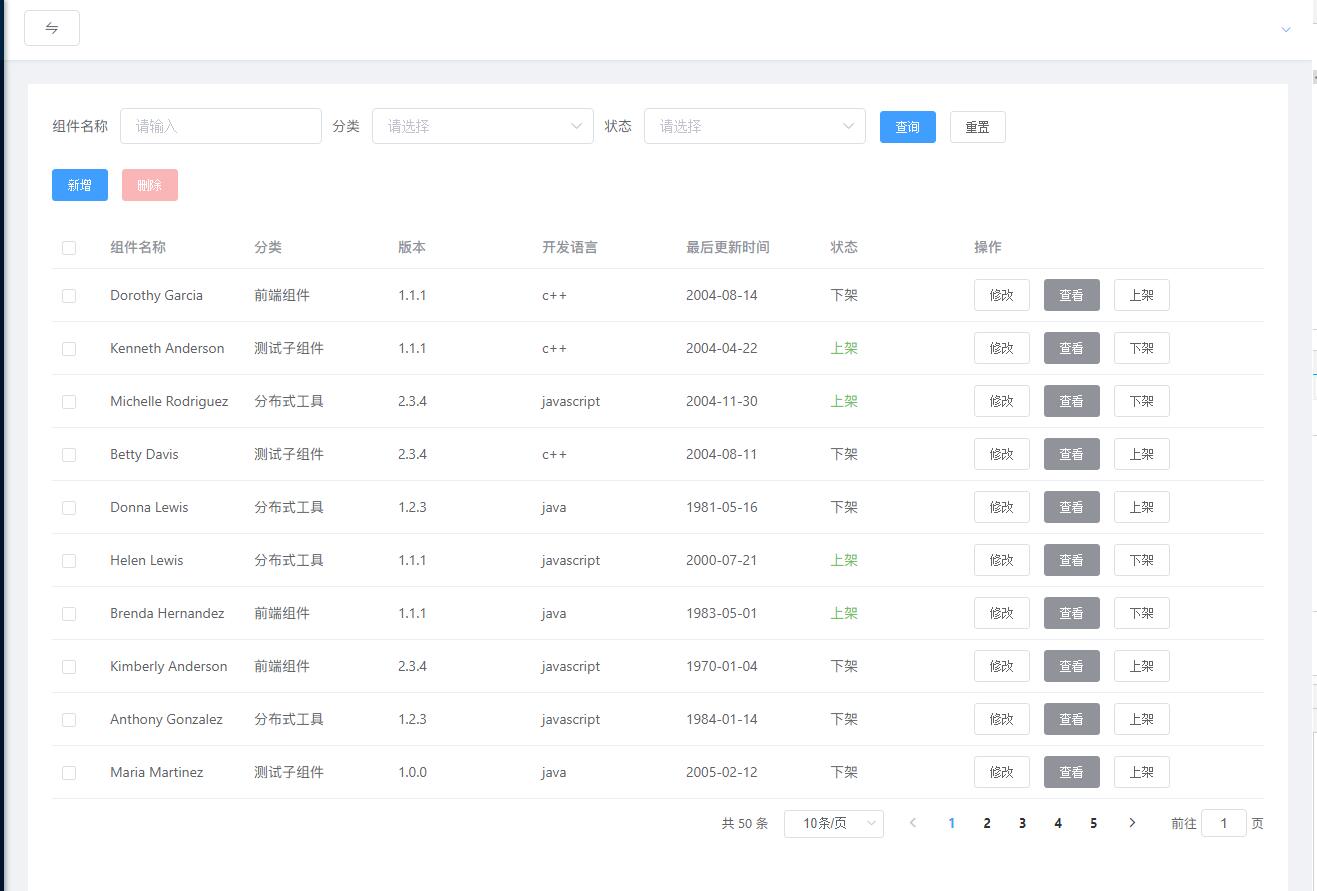 组件名称 请输入 分类 请选择 状态 请选择 查询 重置
新增 删除
组件名称 分类 版本 开发语言 最后更新时间 状态 操作
Dorothy Garcia 前端组件 1.1.1 c++ 2004-08-14 下架 修改 查看 上架
Kenneth Anderson 测试子组件 1.1.1 c++ 2004-04-22 上架 修改 查看 下架
Michelle Rodriguez 分布式工具 2.3.4 javascript 2004-11-30 上架 修改 查看 下架
Betty Davis 测试子组件 2.3.4 c++ 2004-08-11 下架 修改 查看 上架
Donna Lewis 分布式工具 1.2.3 java 1981-05-16 下架 修改 查看 上架
Helen Lewis 分布式工具 1.1.1 javascript 2000-07-21 上架 修改 查看 下架
Brenda Hernandez 前端组件 1.1.1 java 1983-05-01 上架 修改 查看 下架
Kimberly Anderson 前端组件 2.3.4 javascript 1970-01-04 下架 修改 查看 上架
Anthony Gonzalez 分布式工具 1.2.3 javascript 1984-01-14 下架 修改 查看 上架
Maria Martinez 测试子组件 1.0.0 java 2005-02-12 下架 修改 查看 上架
共 50 条 10条/页 1 2 3 4 5 前往 1 页